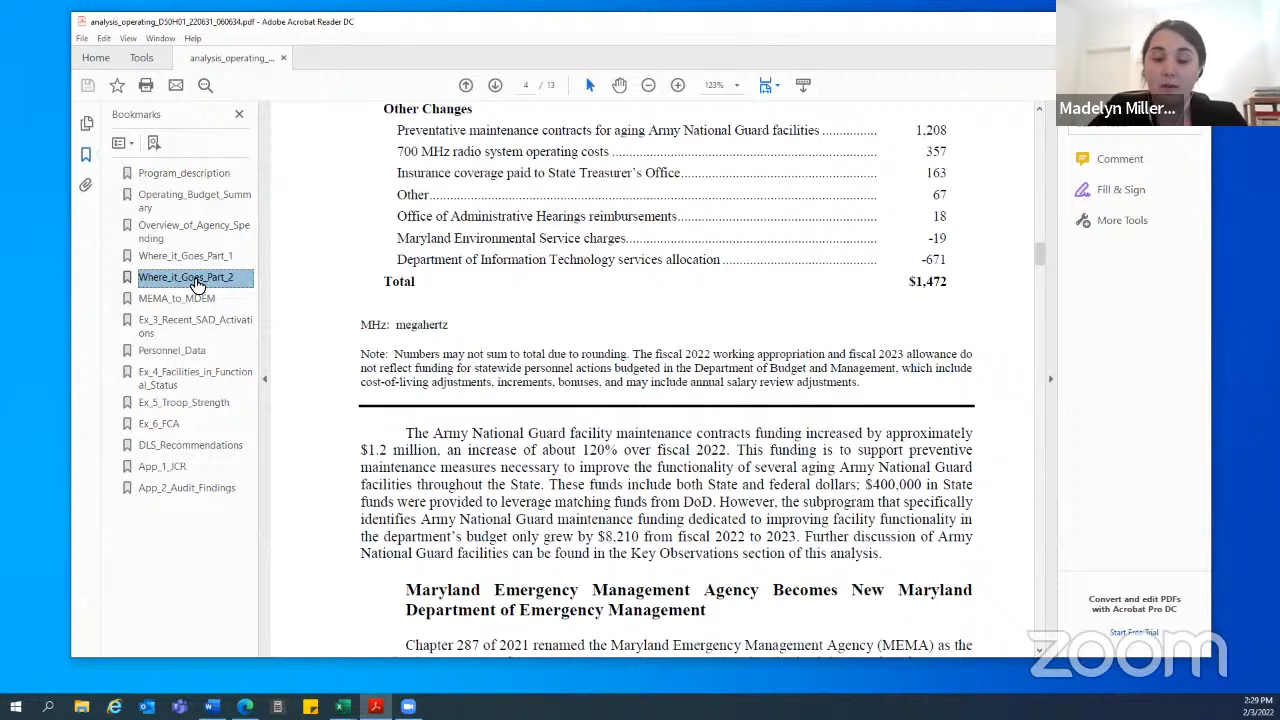 analysis_operating_D50H01_220631_060634.pdf - Adobe Acrobat Reader DC
File Edit View Window Help
Home Tools analysis_operating_... ×
4 / 13 123%
Bookmarks ×
Program_description
Operating_Budget_Summ
ary
Overview_of_Agency_Spe
nding
Where_it_Goes_Part_1
Where_it_Goes_Part_2
MEMA_to_MDEM
Ex_3_Recent_SAD_Activati
ons
Personnel_Data
Ex_4_Facilities_in_Function
al_Status
Ex_5_Troop_Strength
Ex_6_FCA
DLS_Recommendations
App_1_JCR
App_2_Audit_Findings
Other Changes
Preventative maintenance contracts for aging Army National Guard facilities ............... 1,208
700 MHz radio system operating costs ........................................................................ 357
Insurance coverage paid to State Treasurer's Office.................................................... 163
Other............................................................................................................................ 67
Office of Administrative Hearings reimbursements..................................................... 18
Maryland Environmental Service charges.................................................................... -19
Department of Information Technology services allocation ......................................... -671
Total $1,472
MHz: megahertz
Note: Numbers may not sum to total due to rounding. The fiscal 2022 working appropriation and fiscal 2023 allowance do
not reflect funding for statewide personnel actions budgeted in the Department of Budget and Management, which include
cost-of-living adjustments, increments, bonuses, and may include annual salary review adjustments.
The Army National Guard facility maintenance contracts funding increased by approximately
$1.2 million, an increase of about 120% over fiscal 2022. This funding is to support preventive
maintenance measures necessary to improve the functionality of several aging Army National Guard
facilities throughout the State. These funds include both State and federal dollars; $400,000 in State
funds were provided to leverage matching funds from DoD. However, the subprogram that specifically
identifies Army National Guard maintenance funding dedicated to improving facility functionality in
the department's budget only grew by $8,210 from fiscal 2022 to 2023. Further discussion of Army
National Guard facilities can be found in the Key Observations section of this analysis.
Maryland Emergency Management Agency Becomes New Maryland
Department of Emergency Management
Chapter 287 of 2021 renamed the Maryland Emergency Management Agency (MEMA) as the
Madelyn Miller...
Comment
Fill & Sign
More Tools
Convert and edit PDFs
with Acrobat Pro DC
Start Free Trial
zoom
2:29 PM
2/3/2022